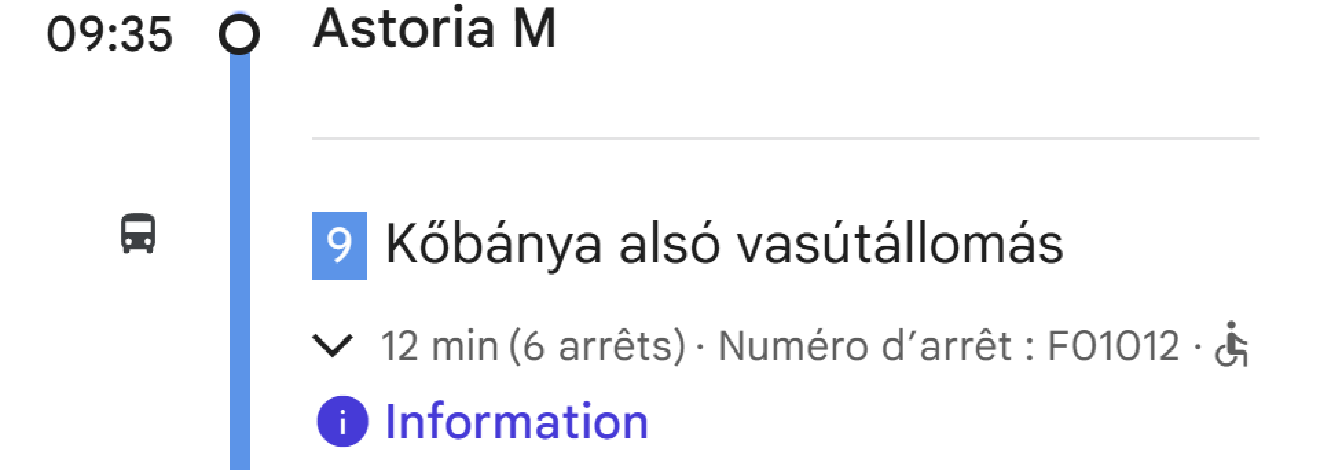 09:35 Astoria M
9 Kőbánya alsó vasútállomás
12 min (6 arrêts) · Numéro d’arrêt : F01012 ·
i Information